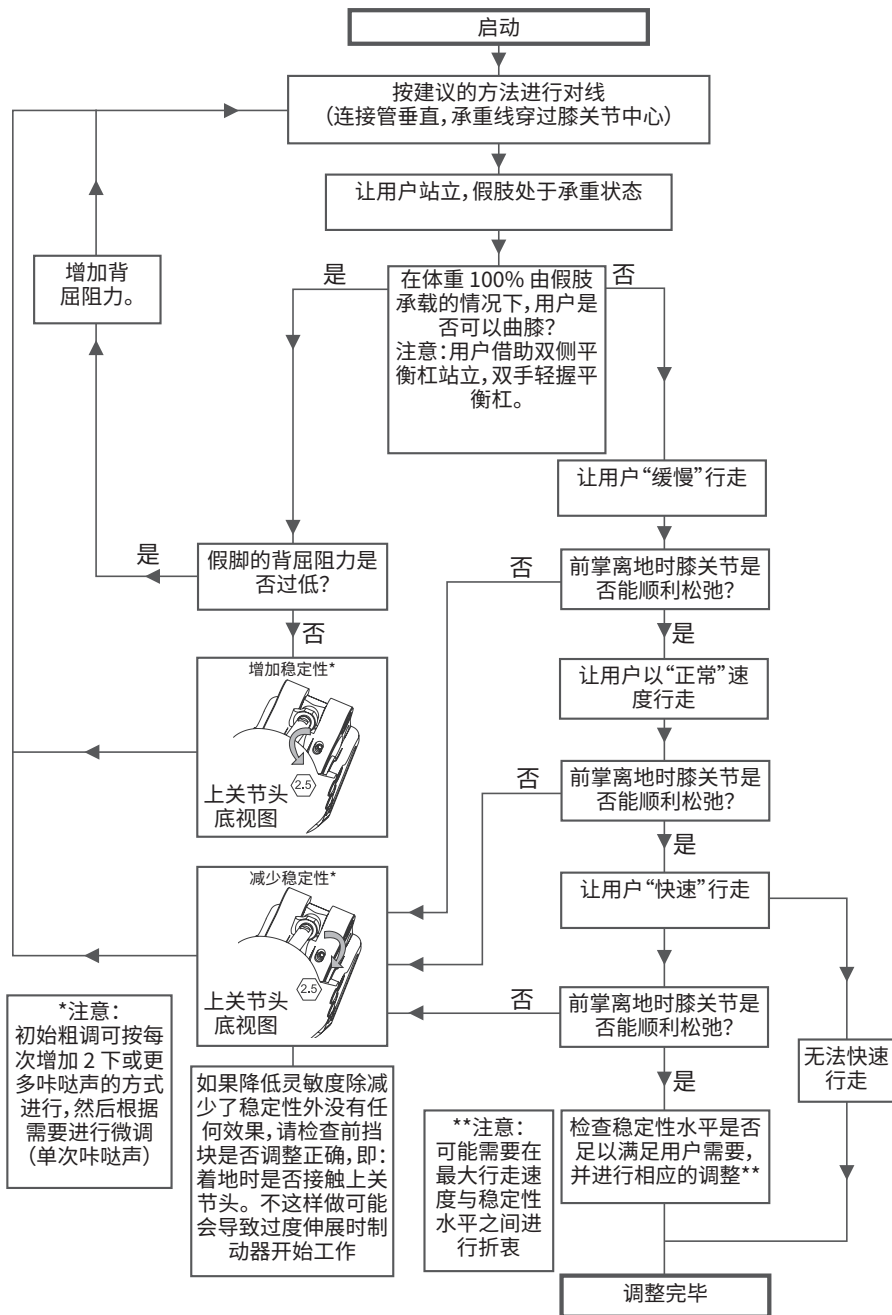 启动
按建议的方法进行对线
（连接管垂直，承重线穿过膝关节中心）
让用户站立，假肢处于承重状态
增加背
屈阻力。
是
在体重 100% 由假肢
承载的情况下，用户是
否可以曲膝？
注意：用户借助双侧平
衡杠站立，双手轻握平
衡杠。
否
让用户“缓慢”行走
是
假脚的背屈阻力是
否过低？
否
否
前掌离地时膝关节是
否能顺利松弛？
是
增加稳定性*
2.5
上关节头
底视图
让用户以“正常”速
度行走
否
前掌离地时膝关节是
否能顺利松弛？
是
减少稳定性*
2.5
上关节头
底视图
让用户“快速”行走
否
前掌离地时膝关节是
否能顺利松弛？
是
无法快速
行走
*注意：
初始粗调可按每
次增加 2 下或更
多咔哒声的方式
进行，然后根据
需要进行微调
（单次咔哒声）
如果降低灵敏度除减
少了稳定性外没有任
何效果，请检查前挡
块是否调整正确，即：
着地时是否接触上关
节头。不这样做可能
会导致过度伸展时制
动器开始工作
**注意：
可能需要在
最大行走速
度与稳定性
水平之间进
行折衷
检查稳定性水平是否
足以满足用户需要，
并进行相应的调整**
调整完毕